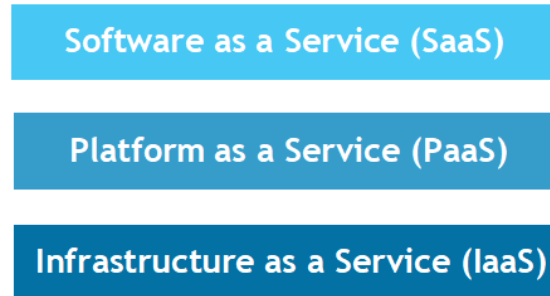 Software as a Service (SaaS)
Platform as a Service (PaaS)
Infrastructure as a Service (IaaS)